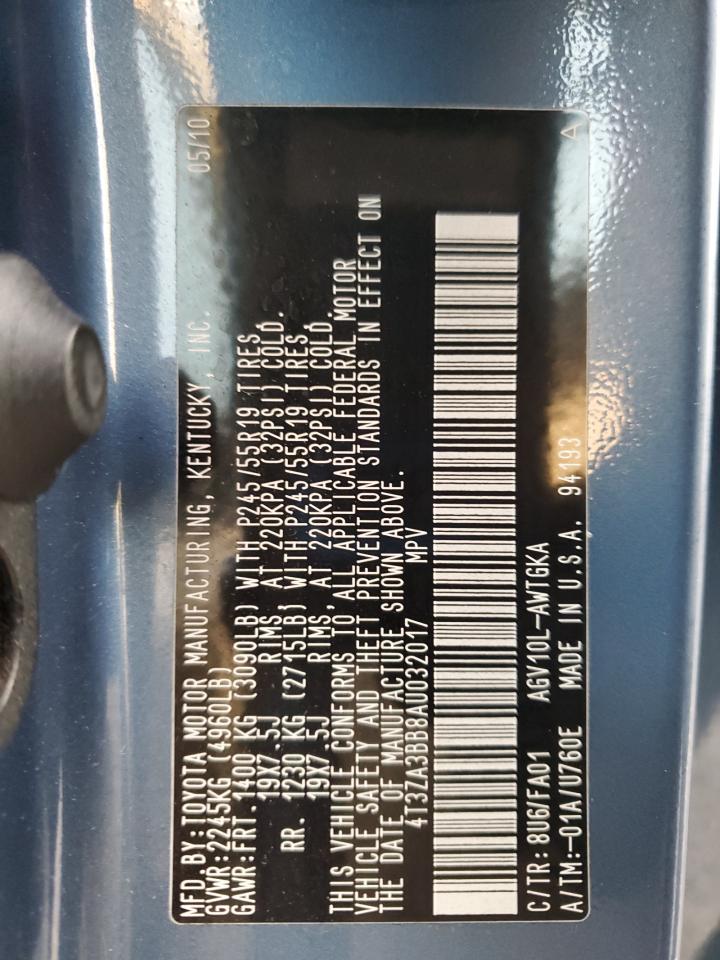 MFD.BY:TOYOTA MOTOR MANUFACTURING, KENTUCKY, INC. 05/10
GVWR:2245KG (4960LB)
GAWR:FRT.1400 KG (3090LB) WITH P245/55R19 TIRES,
19X7.5J RIMS, AT 220KPA (32PSI) COLD.
RR. 1230 KG (2715LB) WITH P245/55R19 TIRES,
19X7.5J RIMS, AT 220KPA (32PSI) COLD.
THIS VEHICLE CONFORMS TO ALL APPLICABLE FEDERAL MOTOR
VEHICLE SAFETY AND THEFT PREVENTION STANDARDS IN EFFECT ON
THE DATE OF MANUFACTURE SHOWN ABOVE.
4T3ZA3BB8AU032017 MPV
C/TR:8U6/FA01 AGV10L-AWTGKA
A/TM:-01A/U760E MADE IN U.S.A. 94193 A